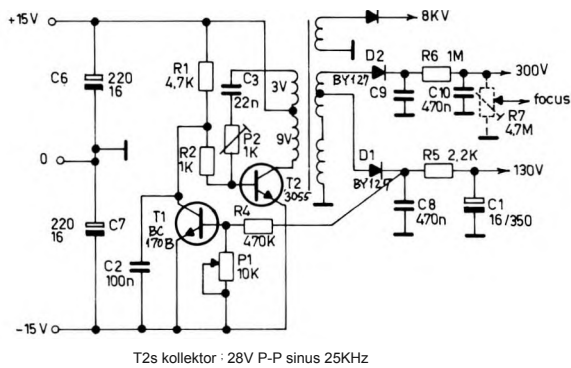 +15V
8KV
C6
220
16
R1
4,7K
C3
22n
3V
D2
BY127
R6 1M
300V
C9
C10
470n
focus
R7
4,7M
0
R2
1K
P2
1K
9V
T2
3055
D1
BY127
R5 2,2K
130V
220
16
C7
T1
BC
170B
R4
470K
C8
470n
C1
16/350
C2
100n
P1
10K
-15V
T2s kollektor : 28V P-P sinus 25KHz